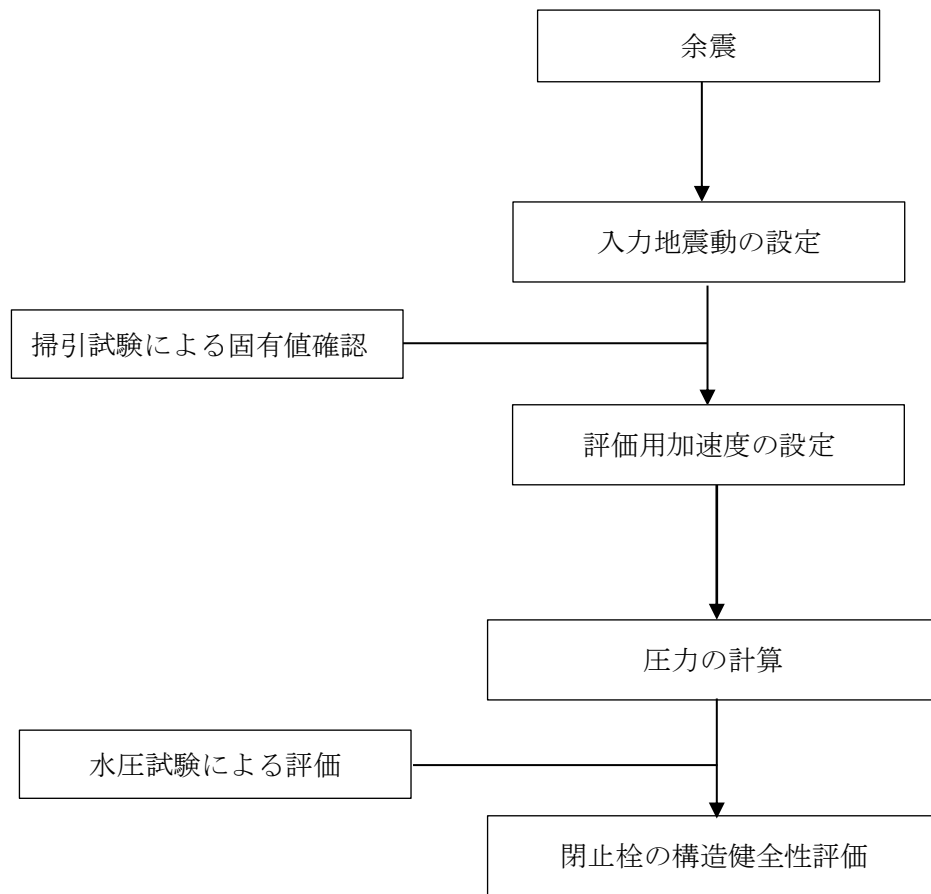 余震
入力地震動の設定
掃引試験による固有値確認
評価用加速度の設定
圧力の計算
水圧試験による評価
閉止栓の構造健全性評価